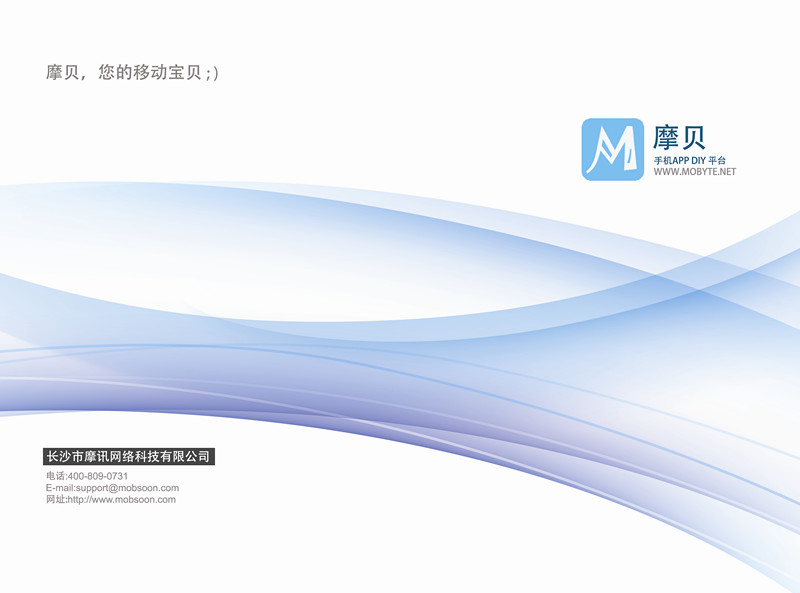 摩贝，您的移动宝贝;)
M
摩贝
手机APP DIY 平台
WWW.MOBYTE.NET
长沙市摩讯网络科技有限公司
电话:400-809-0731
E-mail:support@mobsoon.com
网址:http://www.mobsoon.com